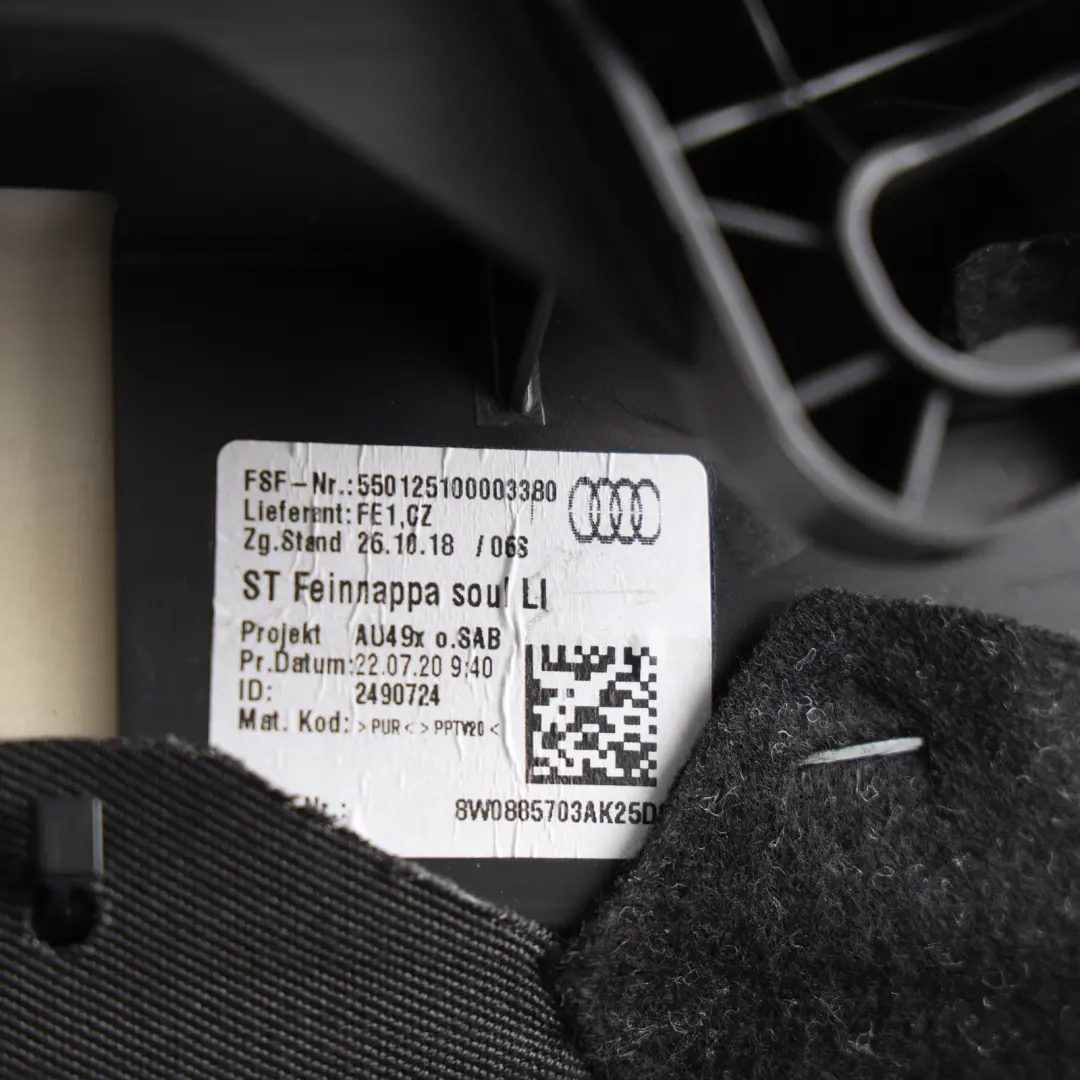 FSF-Nr.: 550125100003380
Lieferant: FE1,CZ
Zg.Stand 26.10.18 /06S
ST Feinnappa soul LI
Projekt AU49x o.SAB
Pr.Datum: 22.07.20 9:40
ID: 2490724
Mat. Kod: >PUR<>PPTV20<
Nr.: 8W0885703AK25D